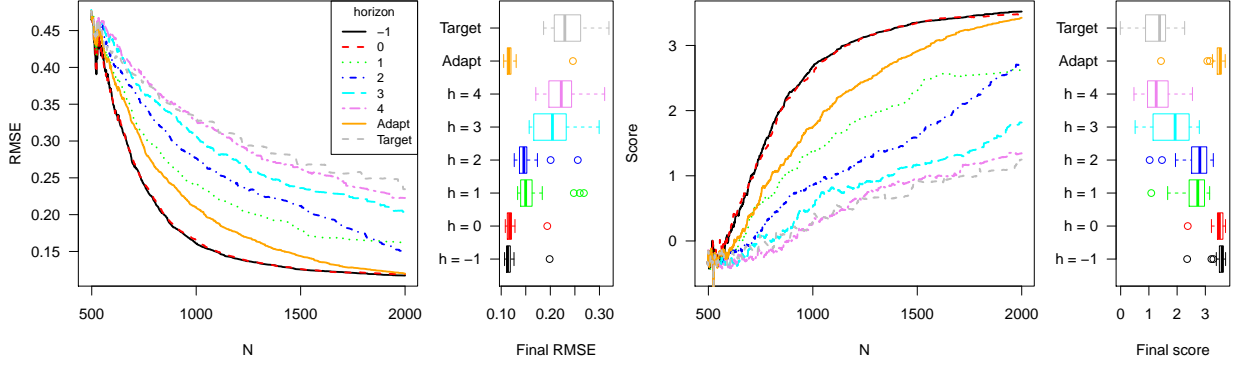 horizon
−1
0
1
2
3
4
Adapt
Target
RMSE
0.45
0.40
0.35
0.30
0.25
0.20
0.15
500
1000
1500
2000
N
Target
Adapt
h = 4
h = 3
h = 2
h = 1
h = 0
h = −1
0.10
0.20
0.30
Final RMSE
Score
3
2
1
0
500
1000
1500
2000
N
Target
Adapt
h = 4
h = 3
h = 2
h = 1
h = 0
h = −1
0
1
2
3
Final score